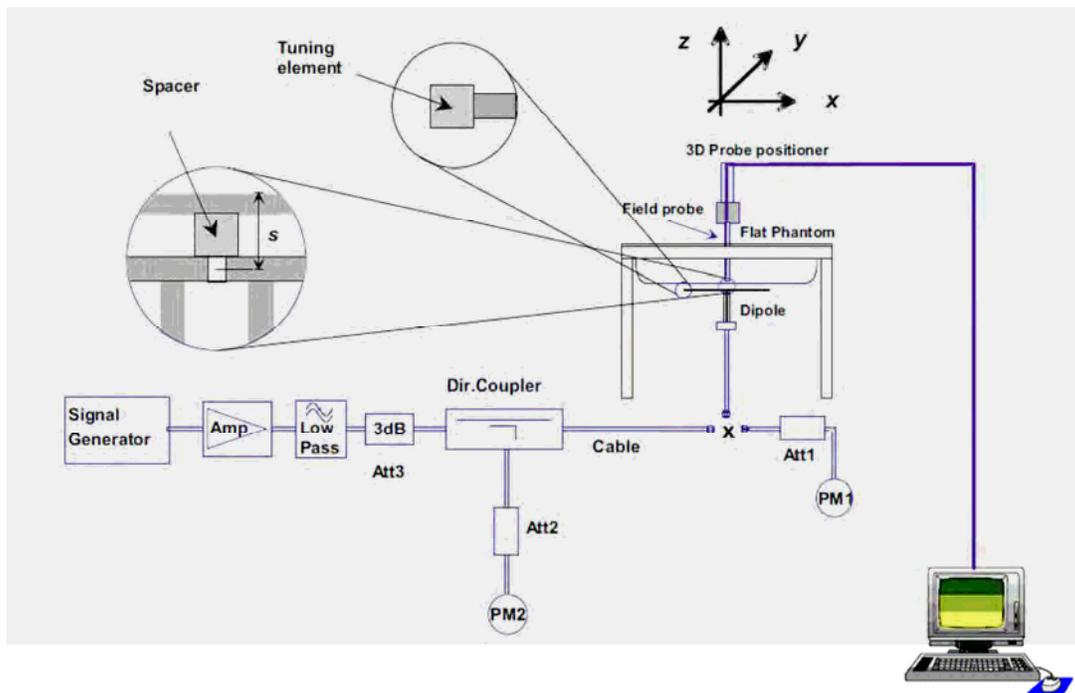 Tuning
element
Spacer
z
y
x
3D Probe positioner
Field probe
Flat Phantom
s
Dipole
Dir.Coupler
Signal
Generator
Amp
Low
Pass
3dB
Att3
Cable
x
Att1
PM1
Att2
PM2